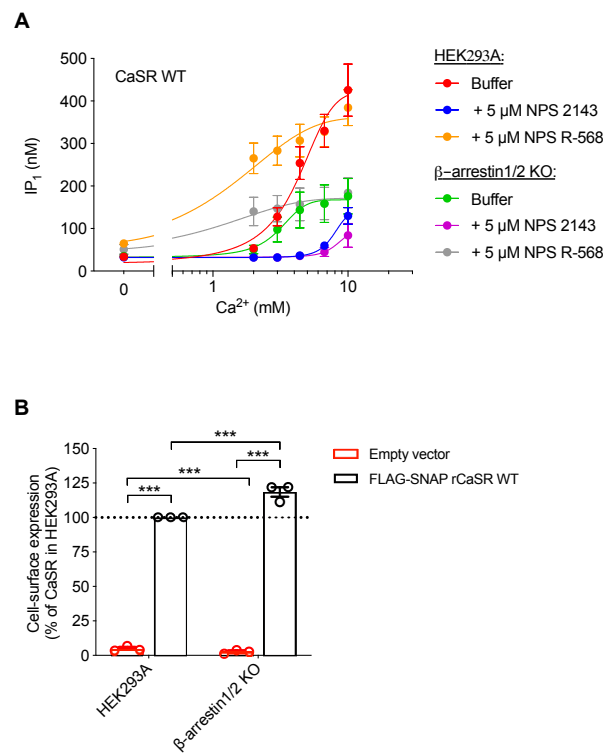 A
CaSR WT
IP1 (nM)
500
400
300
200
100
0
0
1
10
Ca2+ (mM)
HEK293A:
Buffer
+ 5 µM NPS 2143
+ 5 µM NPS R-568
β–arrestin1/2 KO:
Buffer
+ 5 µM NPS 2143
+ 5 µM NPS R-568
B
Cell-surface expression
(% of CaSR in HEK293A)
150
125
100
75
50
25
0
***
***
***
***
HEK293A
β-arrestin1/2 KO
Empty vector
FLAG-SNAP rCaSR WT